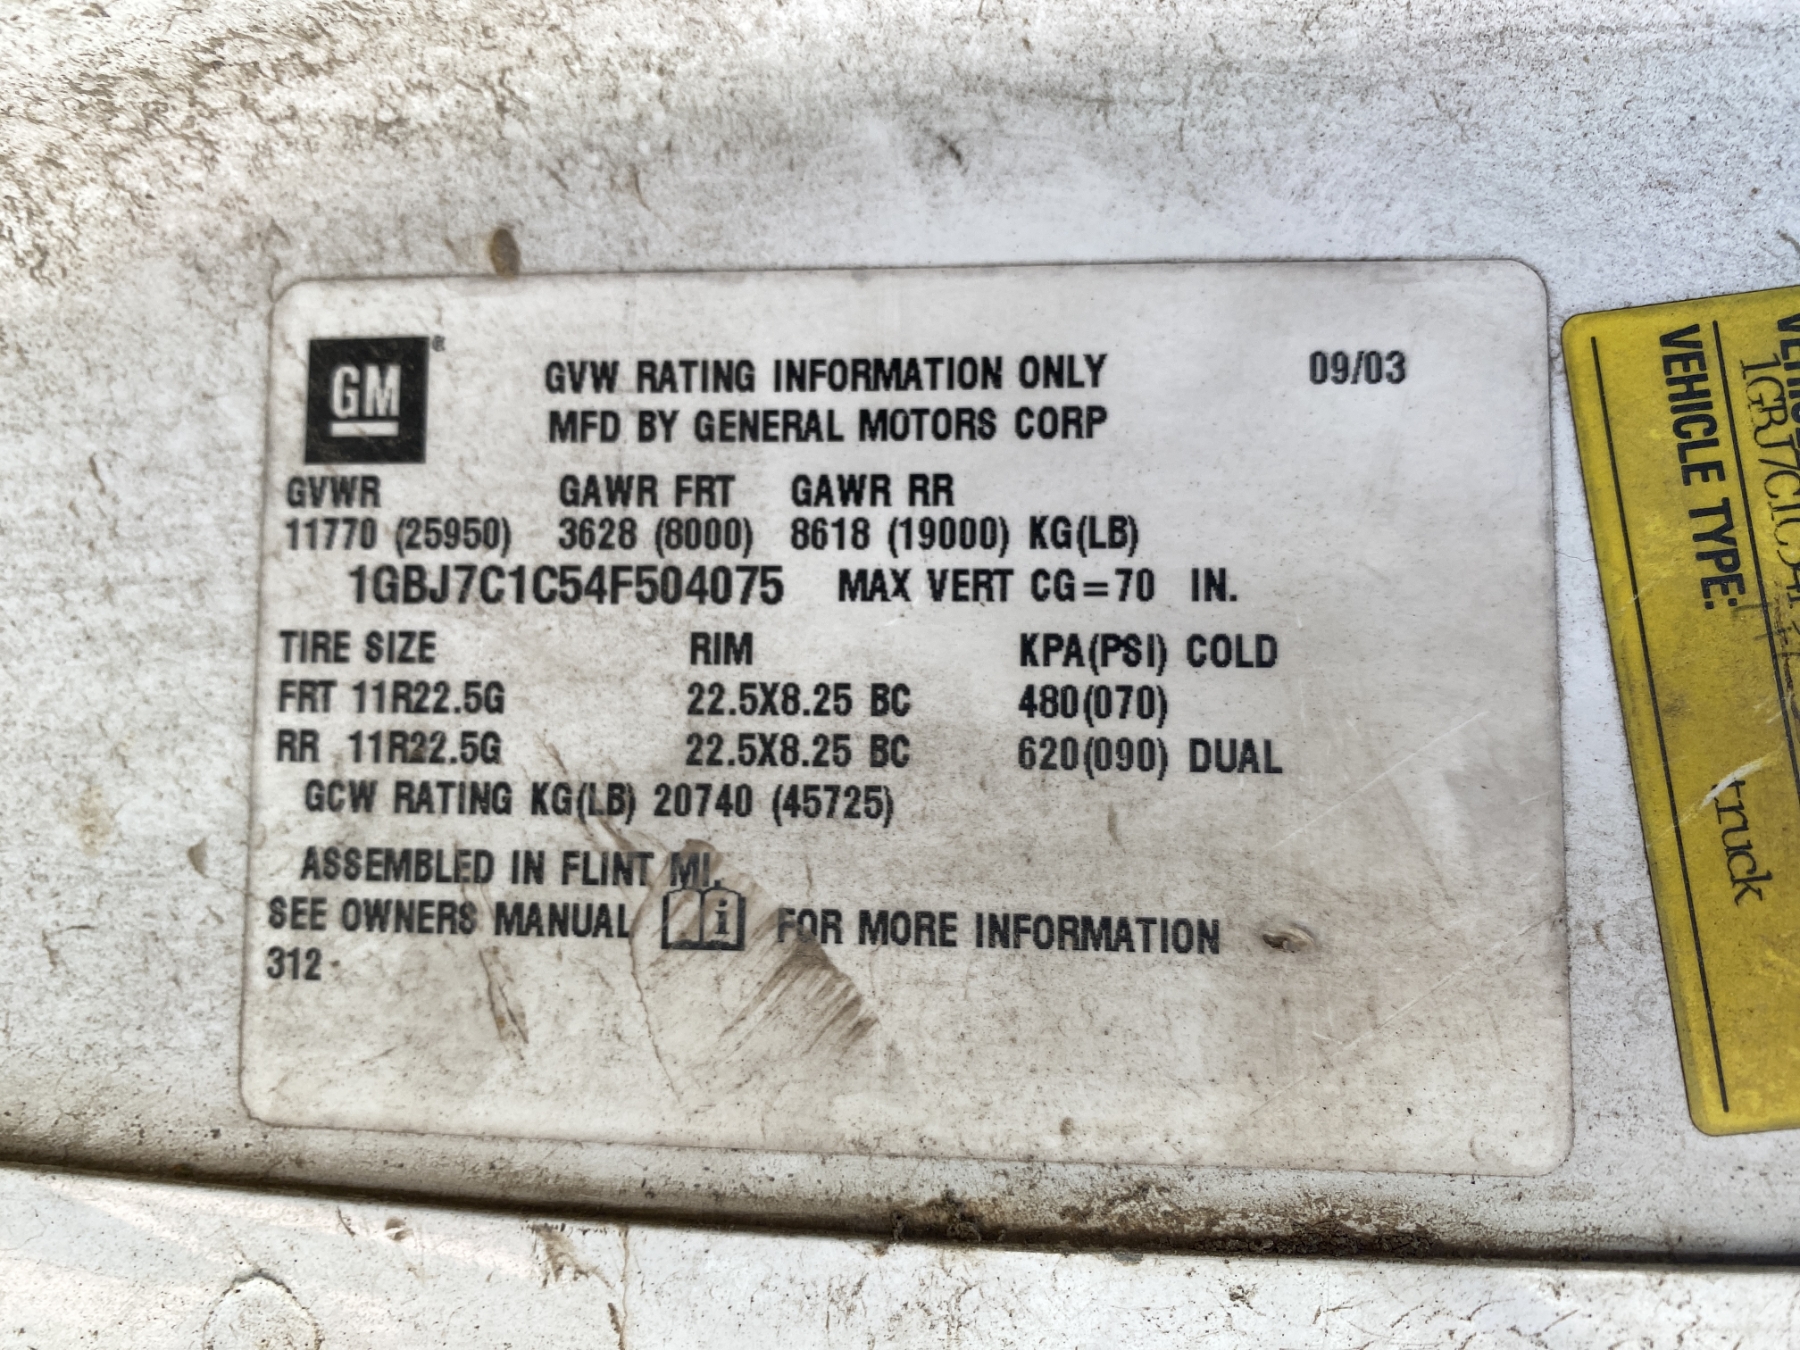 GM®
GVW RATING INFORMATION ONLY 09/03
MFD BY GENERAL MOTORS CORP
GVWR GAWR FRT GAWR RR
11770 (25950) 3628 (8000) 8618 (19000) KG(LB)
1GBJ7C1C54F504075 MAX VERT CG=70 IN.
TIRE SIZE RIM KPA(PSI) COLD
FRT 11R22.5G 22.5X8.25 BC 480(070)
RR 11R22.5G 22.5X8.25 BC 620(090) DUAL
GCW RATING KG(LB) 20740 (45725)
ASSEMBLED IN FLINT MI.
SEE OWNERS MANUAL i FOR MORE INFORMATION
312
VEHICLE TYPE:
truck